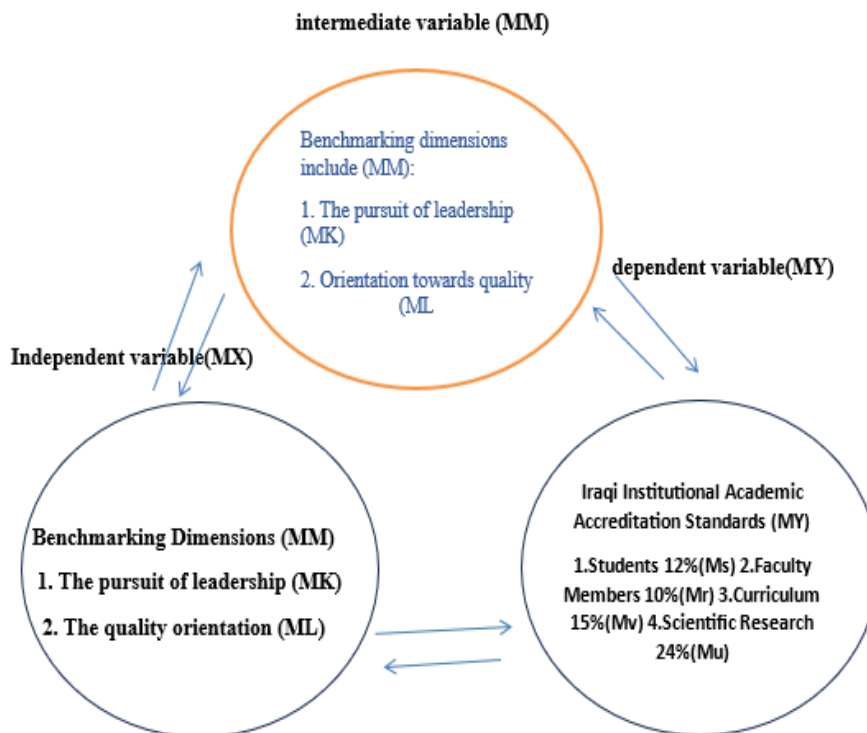 intermediate variable (MM)
Benchmarking dimensions
include (MM):
1. The pursuit of leadership
(MK)
2. Orientation towards quality
(ML
dependent variable(MY)
Independent variable(MX)
Benchmarking Dimensions (MM)
1. The pursuit of leadership (MK)
2. The quality orientation (ML)
Iraqi Institutional Academic
Accreditation Standards (MY)
1.Students 12%(Ms) 2.Faculty
Members 10%(Mr) 3.Curriculum
15%(Mv) 4.Scientific Research
24%(Mu)